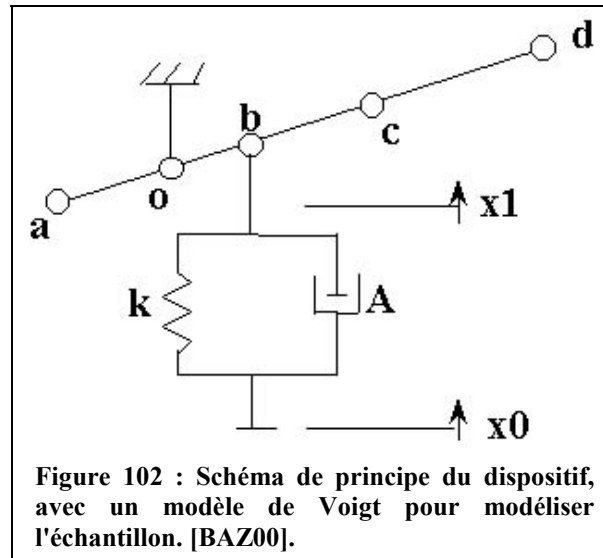 d
b
c
o
a
x1
k
A
x0
Figure 102 : Schéma de principe du dispositif,
avec un modèle de Voigt pour modéliser
l'échantillon. [BAZ00].